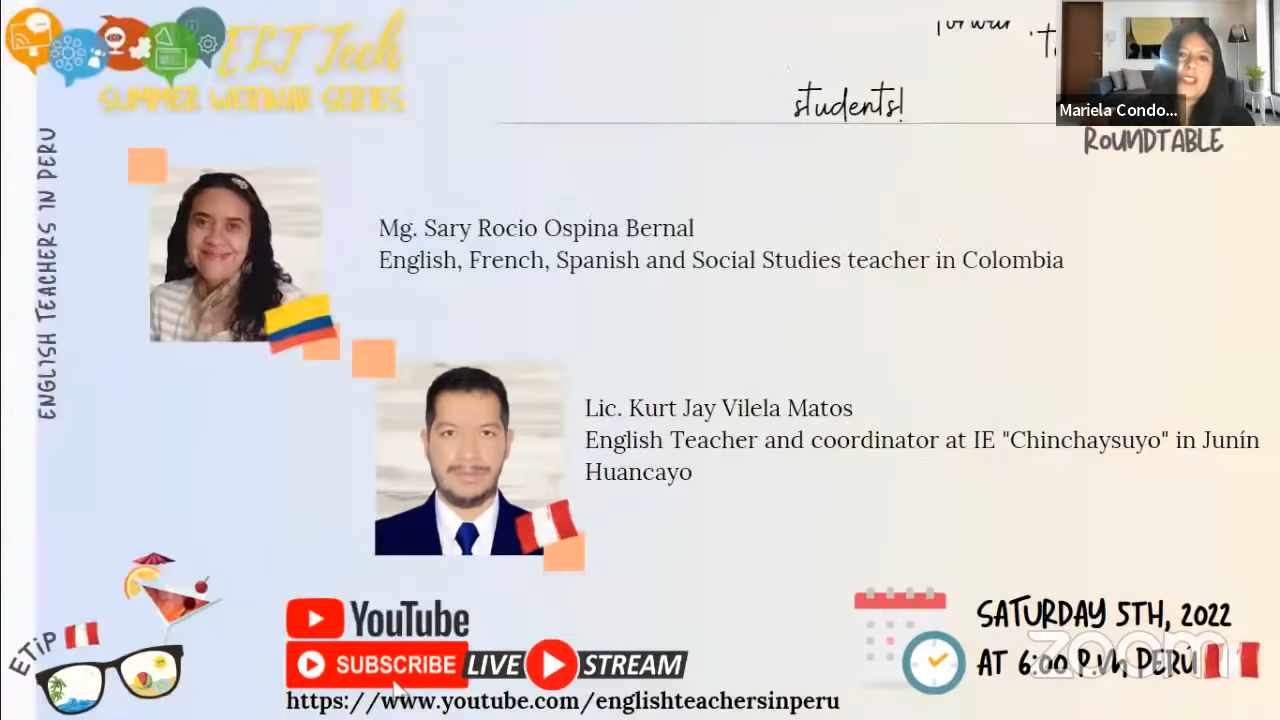 ELT Tech
SUMMER WEBINAR SERIES
students!
Mariela Condo...
ROUNDTABLE
ENGLISH TEACHERS IN PERU
Mg. Sary Rocio Ospina Bernal
English, French, Spanish and Social Studies teacher in Colombia
Lic. Kurt Jay Vilela Matos
English Teacher and coordinator at IE "Chinchaysuyo" in Junín
Huancayo
ETiP
YouTube
SUBSCRIBE LIVE STREAM
https://www.youtube.com/englishteachersinperu
SATURDAY 5TH, 2022
AT 6:00 P.M. PERÚ
zoom